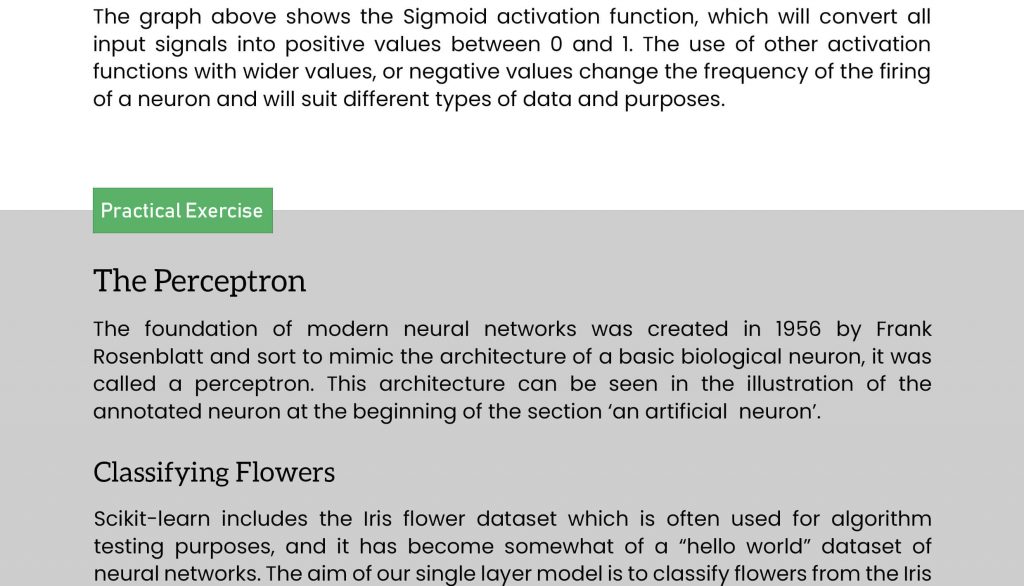 The graph above shows the Sigmoid activation function, which will convert all
input signals into positive values between 0 and 1. The use of other activation
functions with wider values, or negative values change the frequency of the firing
of a neuron and will suit different types of data and purposes.
Practical Exercise
The Perceptron
The foundation of modern neural networks was created in 1956 by Frank
Rosenblatt and sort to mimic the architecture of a basic biological neuron, it was
called a perceptron. This architecture can be seen in the illustration of the
annotated neuron at the beginning of the section ‘an artificial  neuron’.
Classifying Flowers
Scikit-learn includes the Iris flower dataset which is often used for algorithm
testing purposes, and it has become somewhat of a “hello world” dataset of
neural networks. The aim of our single layer model is to classify flowers from the Iris